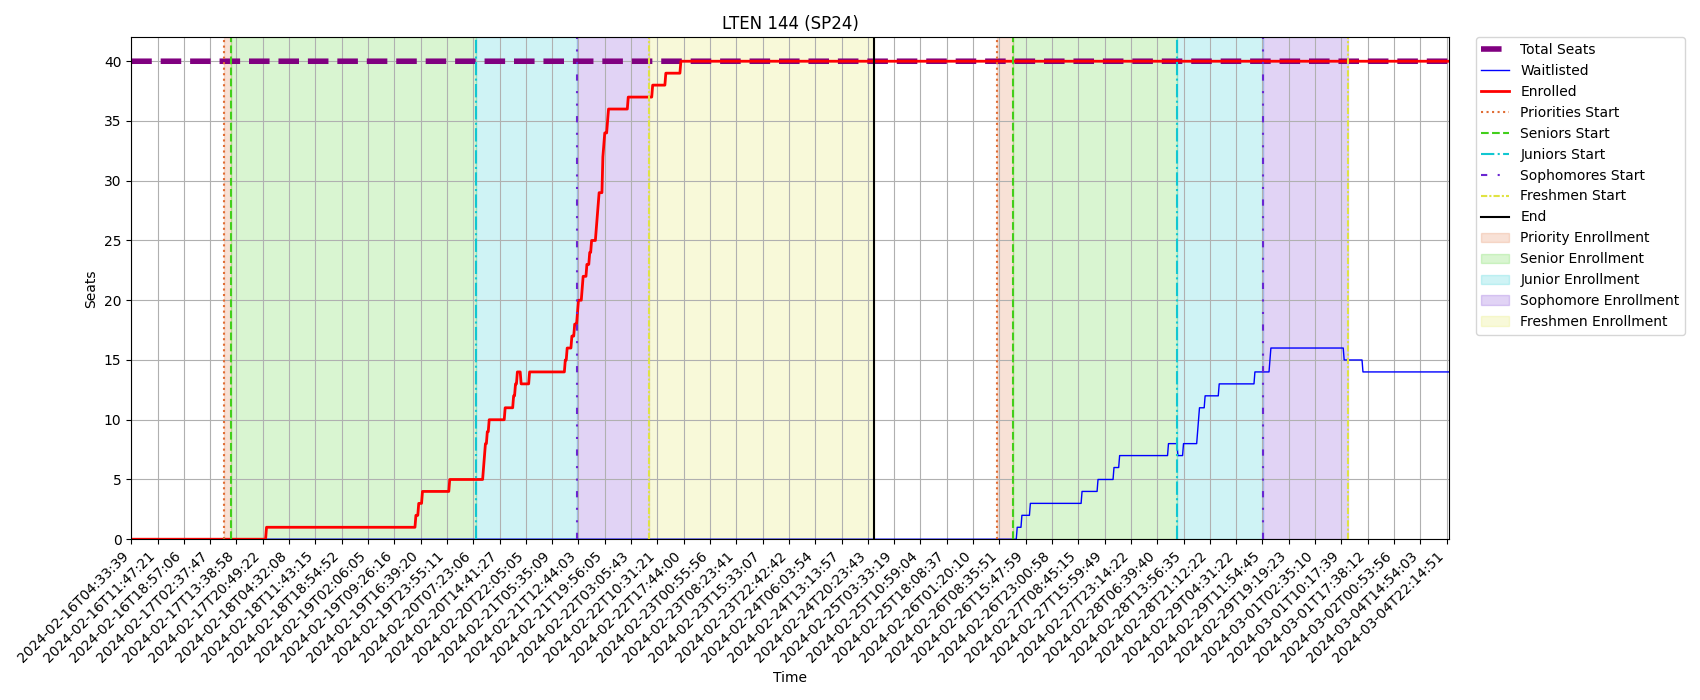 LTEN 144 (SP24)
Seats
40
35
30
25
20
15
10
5
0
2024-02-16T04:33:39
2024-02-16T11:47:21
2024-02-16T18:57:06
2024-02-17T02:37:47
2024-02-17T13:38:58
2024-02-17T20:49:22
2024-02-18T04:32:08
2024-02-18T11:43:15
2024-02-18T18:54:52
2024-02-19T02:06:05
2024-02-19T09:26:16
2024-02-19T16:39:20
2024-02-19T23:55:11
2024-02-20T07:23:06
2024-02-20T14:41:27
2024-02-20T22:05:05
2024-02-21T05:35:09
2024-02-21T12:44:03
2024-02-21T19:56:05
2024-02-22T03:05:43
2024-02-22T10:31:21
2024-02-22T17:44:00
2024-02-23T00:55:56
2024-02-23T08:23:41
2024-02-23T15:33:07
2024-02-23T22:42:42
2024-02-24T06:03:54
2024-02-24T13:13:57
2024-02-24T20:23:43
2024-02-25T03:33:19
2024-02-25T10:59:04
2024-02-25T18:08:37
2024-02-26T01:20:10
2024-02-26T08:35:51
2024-02-26T15:47:59
2024-02-26T23:00:58
2024-02-27T08:45:15
2024-02-27T15:59:49
2024-02-27T23:14:22
2024-02-28T06:39:40
2024-02-28T13:56:35
2024-02-28T21:12:22
2024-02-29T04:31:22
2024-02-29T11:54:45
2024-02-29T19:19:23
2024-03-01T02:35:10
2024-03-01T10:17:39
2024-03-01T17:38:12
2024-03-02T00:53:56
2024-03-04T14:54:03
2024-03-04T22:14:51
Time
Total Seats
Waitlisted
Enrolled
Priorities Start
Seniors Start
Juniors Start
Sophomores Start
Freshmen Start
End
Priority Enrollment
Senior Enrollment
Junior Enrollment
Sophomore Enrollment
Freshmen Enrollment